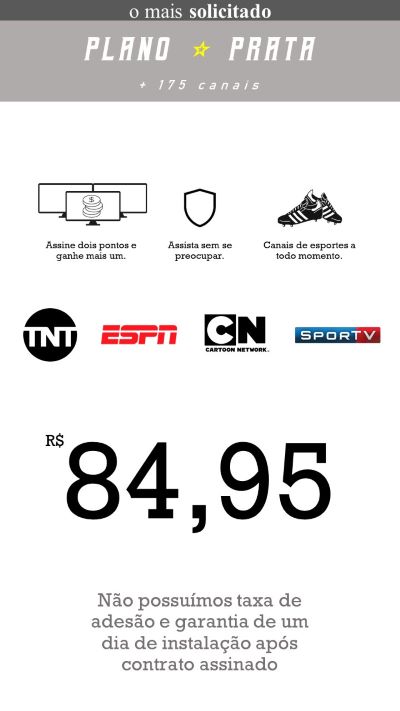 o mais solicitado
PLANO ☆ PRATA
+ 175 canais
$
Assine dois pontos e
ganhe mais um.
Assista sem se
preocupar.
Canais de esportes a
todo momento.
TNT
ESPN
CN
CARTOON NETWORK
SPORTV
R$
84,95
Não possuímos taxa de
adesão e garantia de um
dia de instalação após
contrato assinado